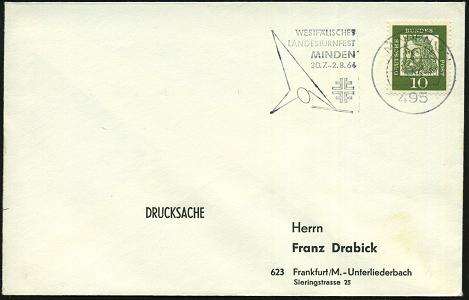 WESTFÄLISCHES
LANDESTURNFEST
MINDEN
30.7.-2.8.64
DEUTSCHE BUNDESPOST
10
495
DRUCKSACHE
Herrn
Franz Drabick
623 Frankfurt/M.-Unterliederbach
Sieringstrasse 25